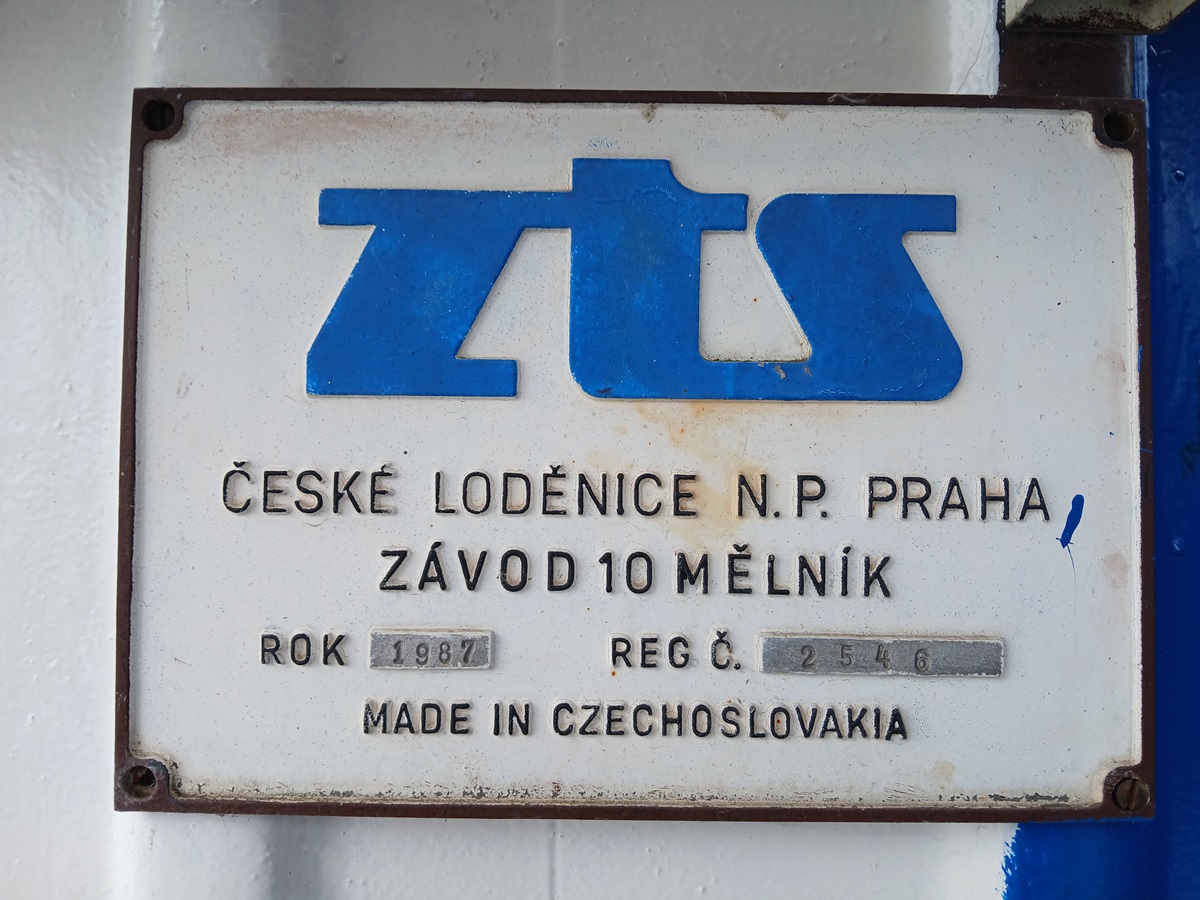 zts
ČESKÉ LODĚNICE N.P. PRAHA
ZÁVOD 10 MĚLNÍK
ROK 1987 REG Č. 2546
MADE IN CZECHOSLOVAKIA